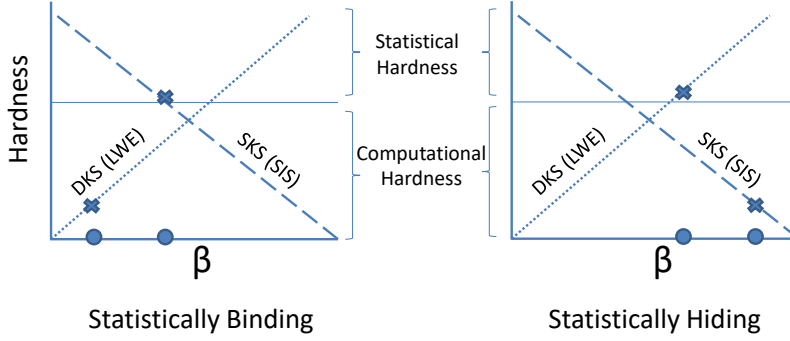 Hardness
DKS (LWE)
SKS (SIS)
β
Statistically Binding
Statistical
Hardness
Computational
Hardness
DKS (LWE)
SKS (SIS)
β
Statistically Hiding